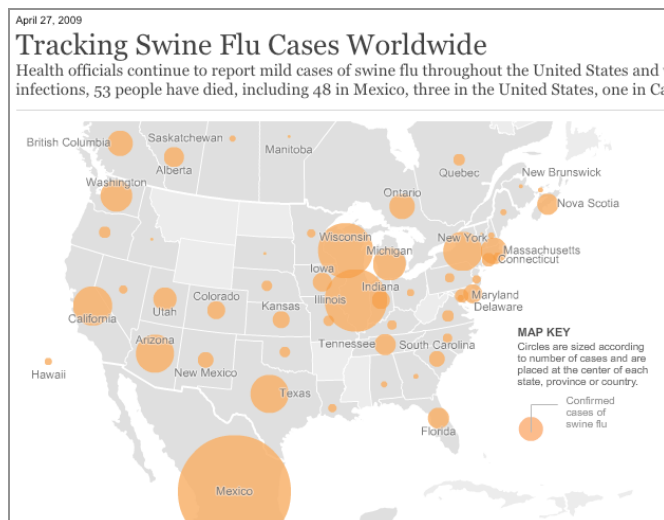 April 27, 2009
Tracking Swine Flu Cases Worldwide
Health officials continue to report mild cases of swine flu throughout the United States and
infections, 53 people have died, including 48 in Mexico, three in the United States, one in
British Columbia
Saskatchewan
Manitoba
Alberta
Quebec
New Brunswick
Washington
Ontario
Nova Scotia
Wisconsin
Michigan
New York
Massachusetts
Connecticut
Iowa
Indiana
Illinois
Colorado
Kansas
Utah
Maryland
Delaware
California
Arizona
Tennessee
South Carolina
New Mexico
Hawaii
Texas
Florida
Mexico
MAP KEY
Circles are sized according
to number of cases and are
placed at the center of each
state, province or country.
Confirmed
cases of
swine flu